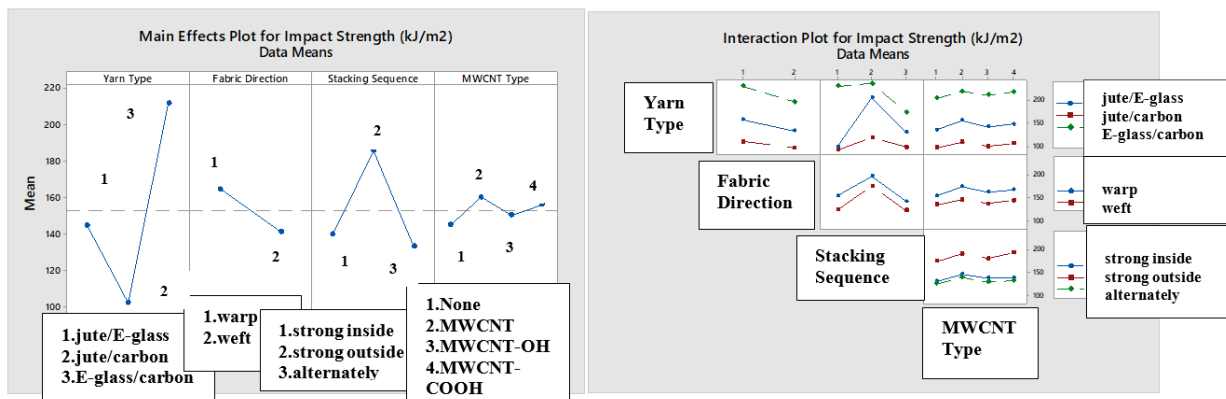 Main Effects Plot for Impact Strength (kJ/m2)
Data Means
Yarn Type
Fabric Direction
Stacking Sequence
MWCNT Type
Mean
220
200
180
160
140
120
100
1
2
3
1
2
1
2
3
1
2
3
4
1.jute/E-glass
2.jute/carbon
3.E-glass/carbon
1.warp
2.weft
1.strong inside
2.strong outside
3.alternately
1.None
2.MWCNT
3.MWCNT-OH
4.MWCNT-
COOH
Interaction Plot for Impact Strength (kJ/m2)
Data Means
1 2
1 2 3
1 2 3 4
Yarn
Type
200
150
100
jute/E-glass
jute/carbon
E-glass/carbon
Fabric
Direction
200
150
100
warp
weft
Stacking
Sequence
200
150
100
strong inside
strong outside
alternately
MWCNT
Type